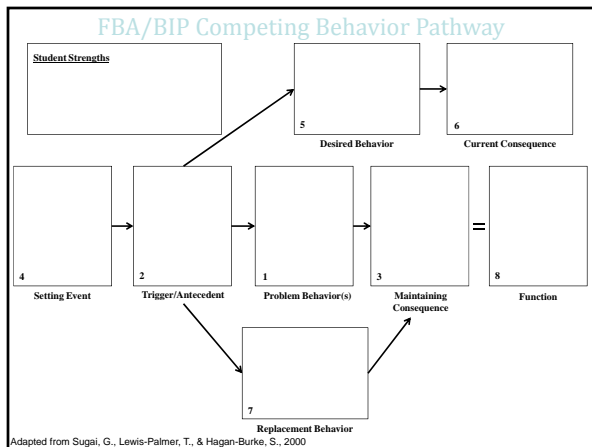 FBA/BIP Competing Behavior Pathway
Student Strengths
5
6
Desired Behavior
Current Consequence
4
2
1
3
=
8
Setting Event
Trigger/Antecedent
Problem Behavior(s)
Maintaining
Consequence
Function
7
Replacement Behavior
Adapted from Sugai, G., Lewis-Palmer, T., & Hagan-Burke, S., 2000